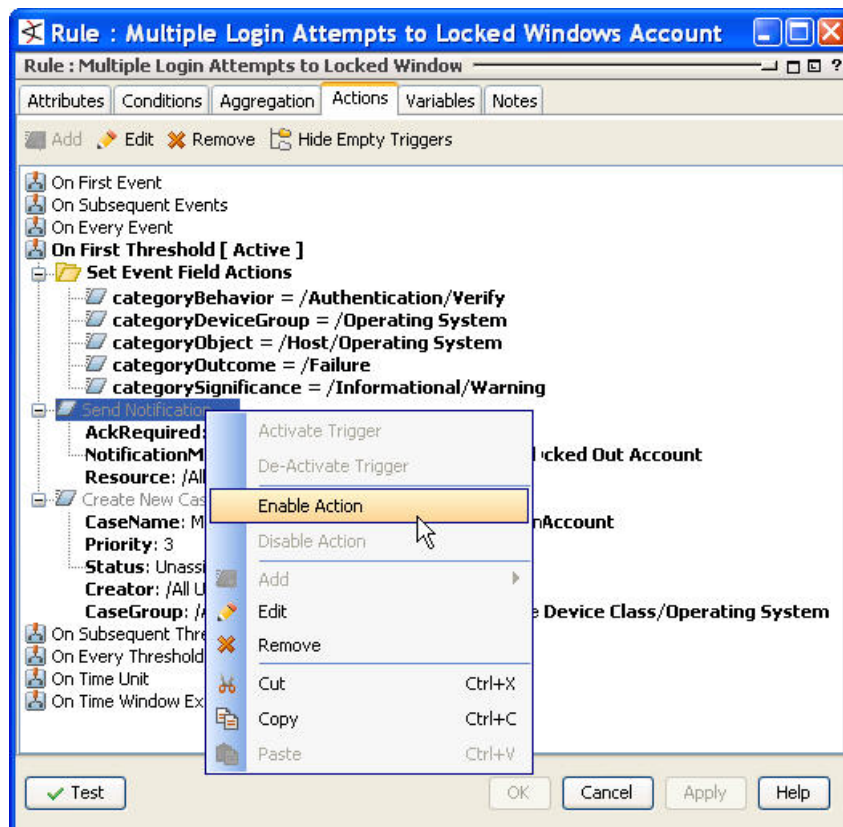 Rule : Multiple Login Attempts to Locked Windows Account
Rule : Multiple Login Attempts to Locked Window
Attributes Conditions Aggregation Actions Variables Notes
Add Edit Remove Hide Empty Triggers
On First Event
On Subsequent Events
On Every Event
On First Threshold [ Active ]
Set Event Field Actions
categoryBehavior = /Authentication/Verify
categoryDeviceGroup = /Operating System
categoryObject = /Host/Operating System
categoryOutcome = /Failure
categorySignificance = /Informational/Warning
Send Notification
AckRequired:
Activate Trigger
NotificationM cked Out Account
De-Activate Trigger
Resource: /All
Create New Cas
Enable Action
CaseName: M nAccount
Priority: 3
Disable Action
Status: Unassi
Add
Creator: /All U
CaseGroup: /A e Device Class/Operating System
Edit
On Subsequent Thre
Remove
On Every Threshold
On Time Unit
Cut Ctrl+X
On Time Window Ex
Copy Ctrl+C
Paste Ctrl+V
Test OK Cancel Apply Help